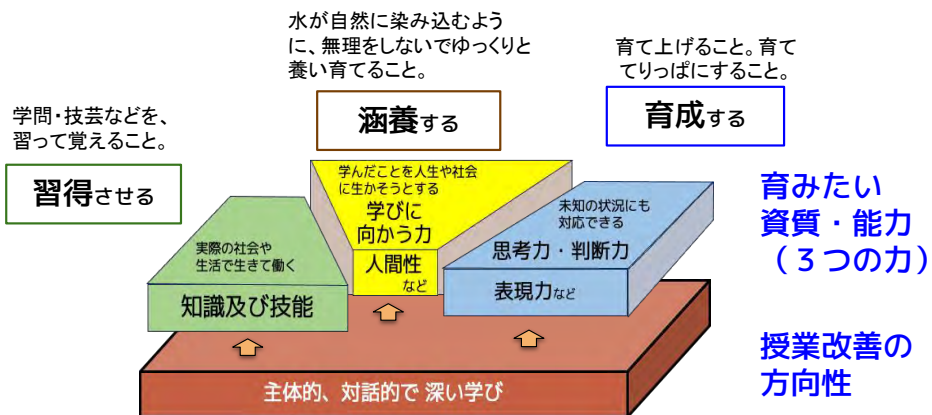 水が自然に染み込むよう
に、無理をしないでゆっくりと
養い育てること。
育て上げること。育て
てりっぱにすること。
学問・技芸などを、
習って覚えること。
涵養する
育成する
習得させる
学んだことを人生や社会
に生かそうとする
学びに
向かう力
人間性
など
実際の社会や
生活で生きて働く
知識及び技能
未知の状況にも
対応できる
思考力・判断力
表現力など
育みたい
資質・能力
（３つの力）
主体的、対話的で 深い学び
授業改善の
方向性